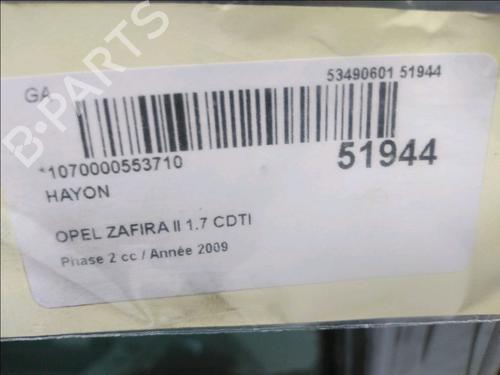 B-PARTS
GA
53490601 51944
*1070000553710
51944
HAYON
OPEL ZAFIRA II 1.7 CDTI
Phase 2 cc / Année 2009